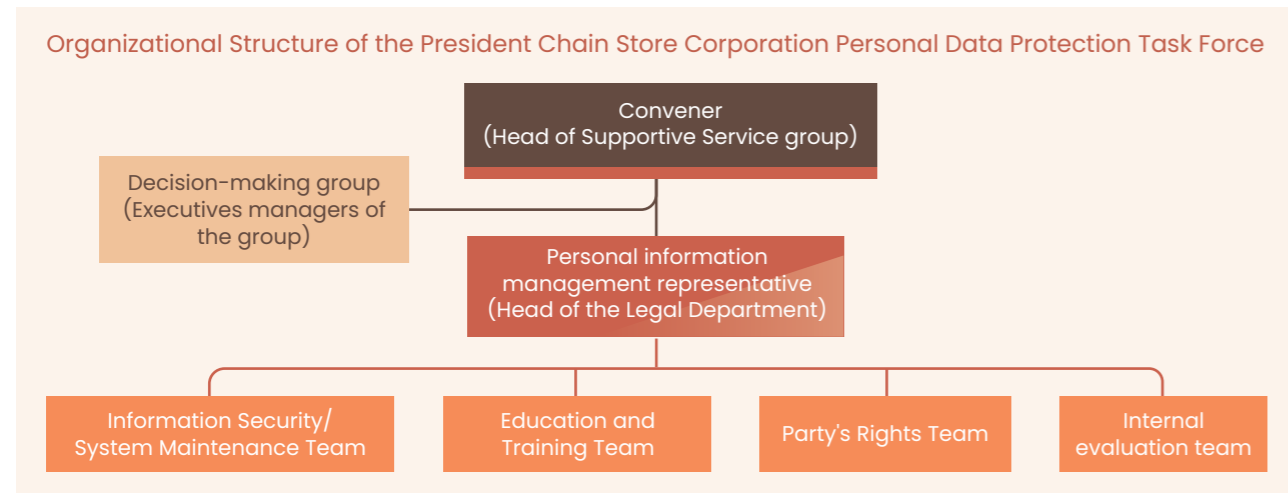 Organizational Structure of the President Chain Store Corporation Personal Data Protection Task Force
Convener
(Head of Supportive Service group)
Decision-making group
(Executives managers of
the group)
Personal information
management representative
(Head of the Legal Department)
Information Security/
System Maintenance Team
Education and
Training Team
Party's Rights Team
Internal
evaluation team